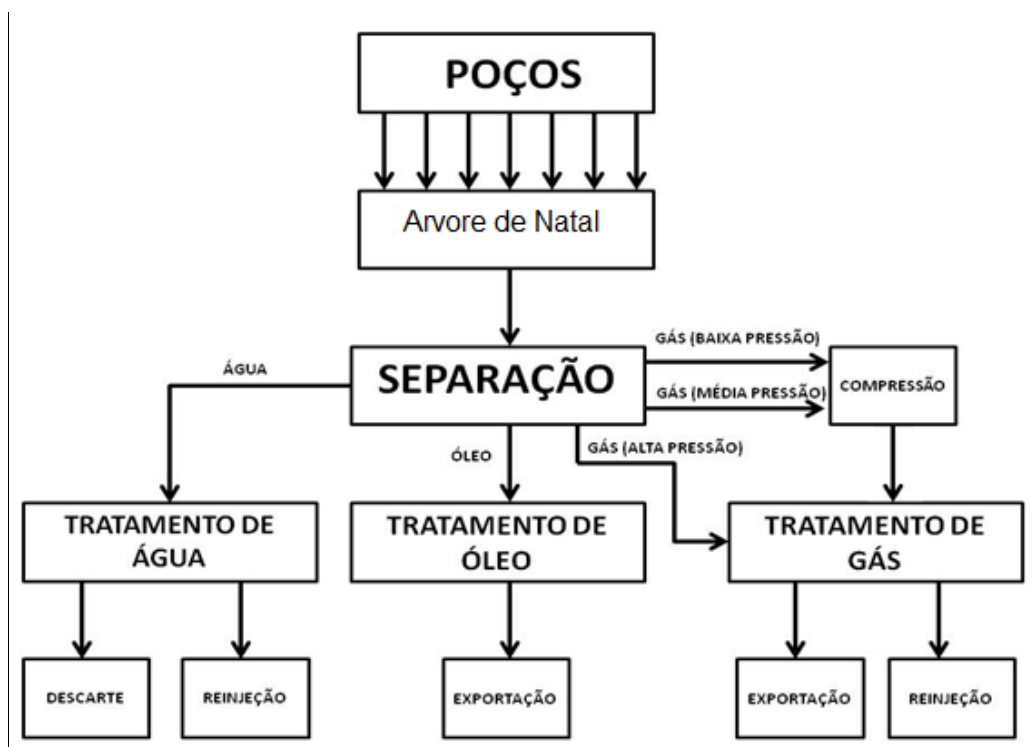 POÇOS
Arvore de Natal
GÁS (BAIXA PRESSÃO)
SEPARAÇÃO
ÁGUA
GÁS (MÉDIA PRESSÃO)
COMPRESSÃO
ÓLEO
GÁS (ALTA PRESSÃO)
TRATAMENTO DE
ÁGUA
TRATAMENTO DE
ÓLEO
TRATAMENTO DE
GÁS
DESCARTE
REINJEÇÃO
EXPORTAÇÃO
EXPORTAÇÃO
REINJEÇÃO